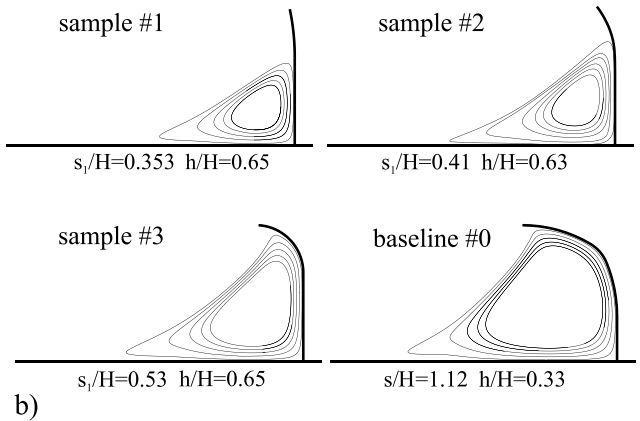 sample #1
sample #2
s₁/H=0.353 h/H=0.65
s₁/H=0.41 h/H=0.63
sample #3
baseline #0
s₁/H=0.53 h/H=0.65
s/H=1.12 h/H=0.33
b)